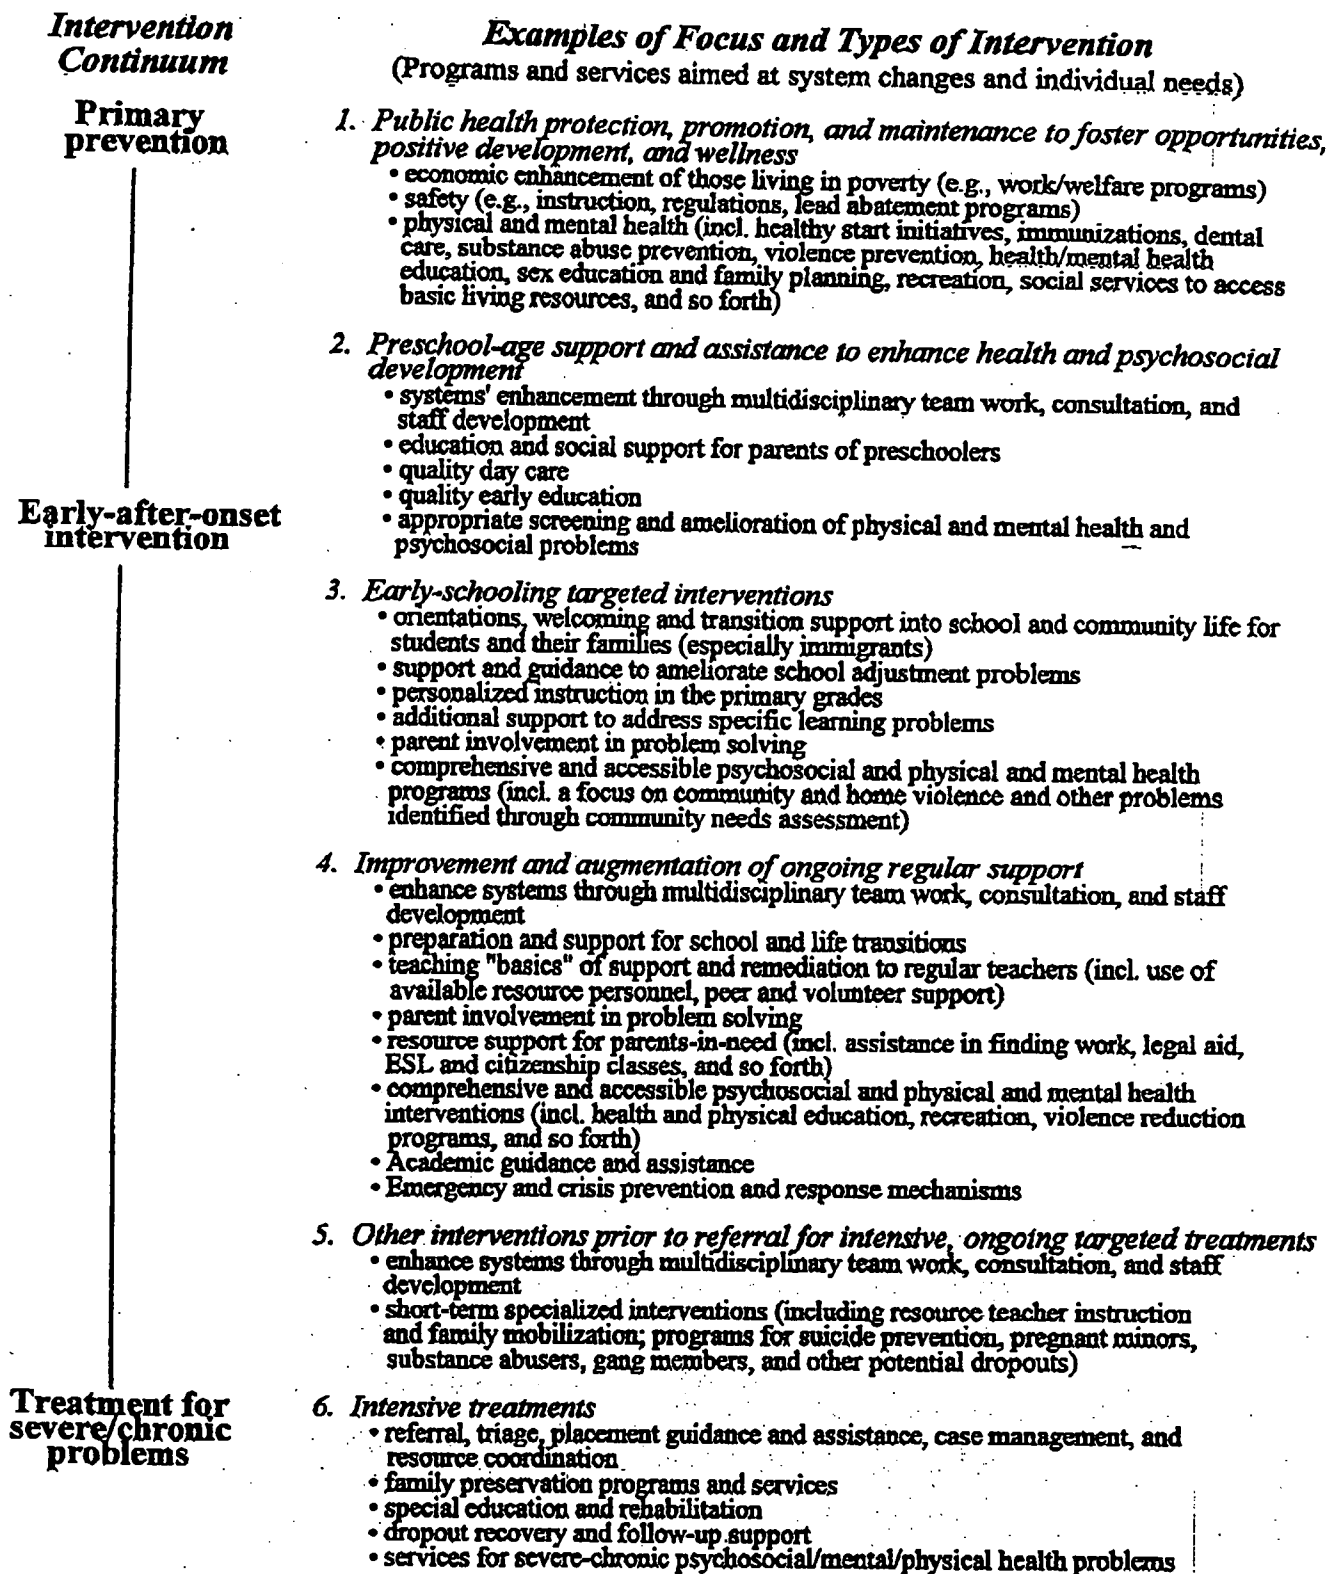 Intervention
Continuum
Examples of Focus and Types of Intervention
(Programs and services aimed at system changes and individual needs)
Primary
prevention
1. Public health protection, promotion, and maintenance to foster opportunities,
positive development, and wellness
• economic enhancement of those living in poverty (e.g., work/welfare programs)
• safety (e.g., instruction, regulations, lead abatement programs)
• physical and mental health (incl. healthy start initiatives, immunizations, dental
care, substance abuse prevention, violence prevention, health/mental health
education, sex education and family planning, recreation, social services to access
basic living resources, and so forth)
2. Preschool-age support and assistance to enhance health and psychosocial
development
• systems' enhancement through multidisciplinary team work, consultation, and
staff development
• education and social support for parents of preschoolers
• quality day care
• quality early education
• appropriate screening and amelioration of physical and mental health and
psychosocial problems
Early-after-onset
intervention
3. Early-schooling targeted interventions
• orientations, welcoming and transition support into school and community life for
students and their families (especially immigrants)
• support and guidance to ameliorate school adjustment problems
• personalized instruction in the primary grades
• additional support to address specific learning problems
• parent involvement in problem solving
• comprehensive and accessible psychosocial and physical and mental health
programs (incl. a focus on community and home violence and other problems
identified through community needs assessment)
4. Improvement and augmentation of ongoing regular support
• enhance systems through multidisciplinary team work, consultation, and staff
development
• preparation and support for school and life transitions
• teaching "basics" of support and remediation to regular teachers (incl. use of
available resource personnel, peer and volunteer support)
• parent involvement in problem solving
• resource support for parents-in-need (incl. assistance in finding work, legal aid,
ESL and citizenship classes, and so forth)
• comprehensive and accessible psychosocial and physical and mental health
interventions (incl. health and physical education, recreation, violence reduction
programs, and so forth)
• Academic guidance and assistance
• Emergency and crisis prevention and response mechanisms
5. Other interventions prior to referral for intensive, ongoing targeted treatments
• enhance systems through multidisciplinary team work, consultation, and staff
development
• short-term specialized interventions (including resource teacher instruction
and family mobilization; programs for suicide prevention, pregnant minors,
substance abusers, gang members, and other potential dropouts)
Treatment for
severe/chronic
problems
6. Intensive treatments
• referral, triage, placement guidance and assistance, case management, and
resource coordination
• family preservation programs and services
• special education and rehabilitation
• dropout recovery and follow-up support
• services for severe-chronic psychosocial/mental/physical health problems